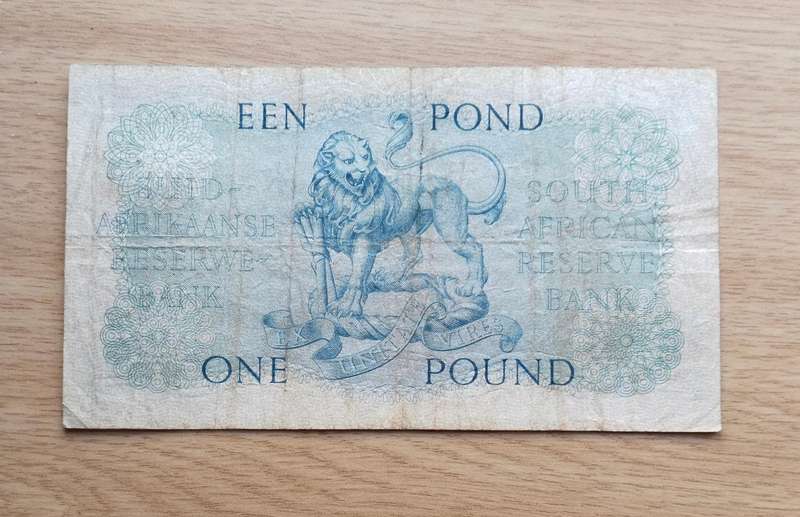 EEN POND
SUID-
AFRIKAANSE
RESERWE-
BANK
SOUTH
AFRICAN
RESERVE
BANK
EX UNITATE VIRES
ONE POUND